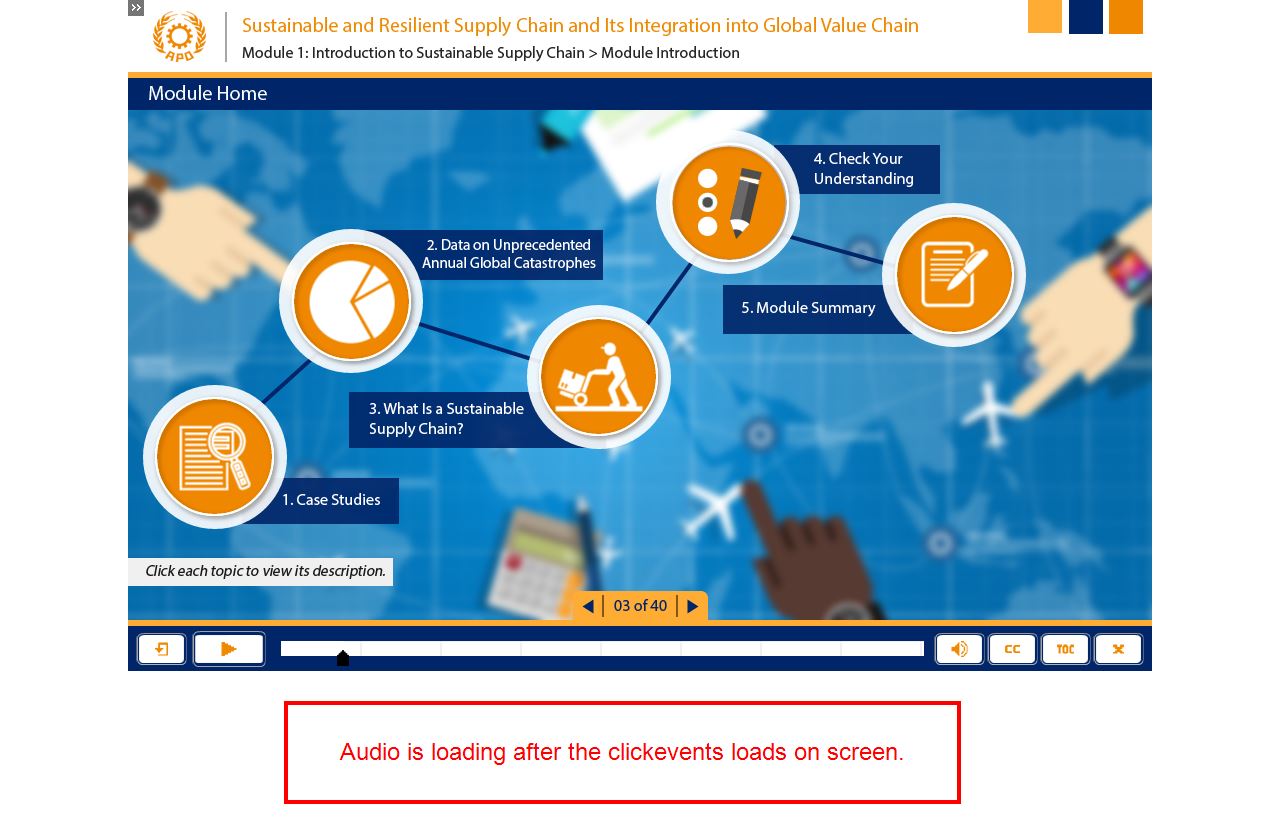 Sustainable and Resilient Supply Chain and Its Integration into Global Value Chain
APO
Module 1: Introduction to Sustainable Supply Chain > Module Introduction
Module Home
4. Check Your
Understanding
2. Data on Unprecedented
Annual Global Catastrophes
5. Module Summary
3. What Is a Sustainable
Supply Chain?
1. Case Studies
Click each topic to view its description.
03 of 40
CC
TOC
Audio is loading after the clickevents loads on screen.